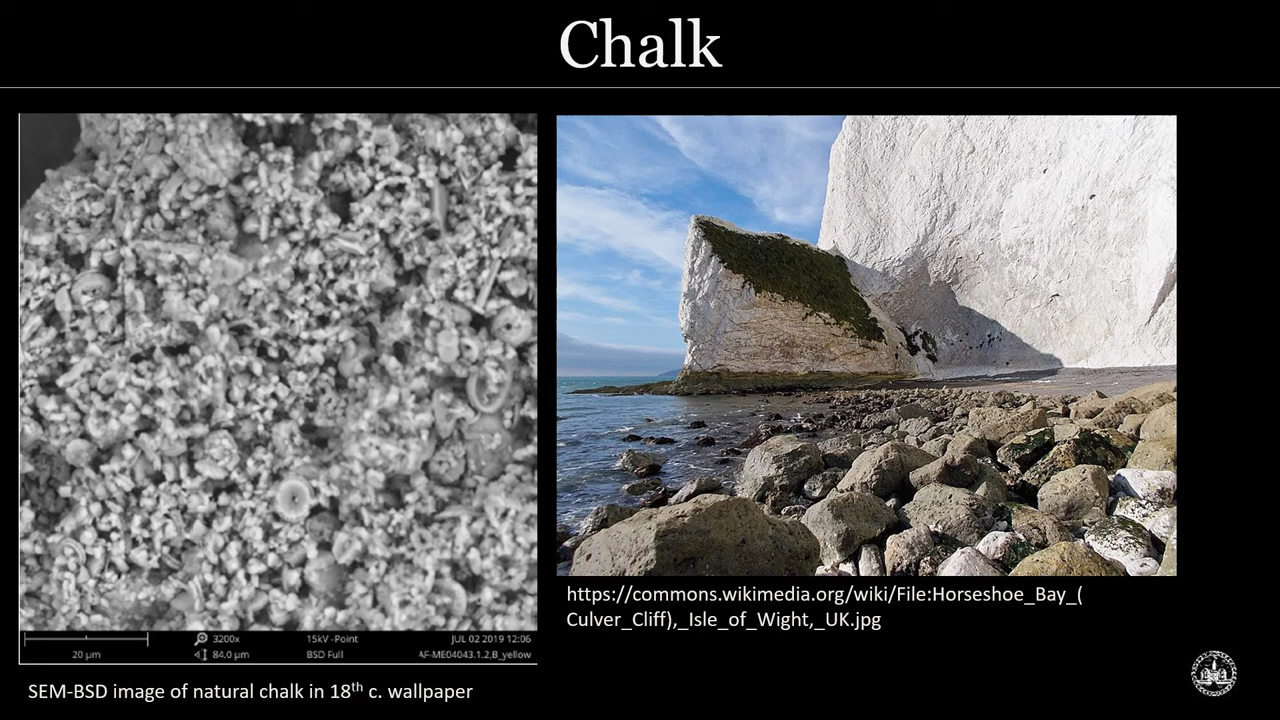 Chalk
3200x 15kV -Point JUL 02 2019 12:06
20 µm 84.0 µm BSD Full AF-ME04043.1.2,B_yellow
https://commons.wikimedia.org/wiki/File:Horseshoe_Bay_(
Culver_Cliff),_Isle_of_Wight,_UK.jpg
SEM-BSD image of natural chalk in 18th c. wallpaper